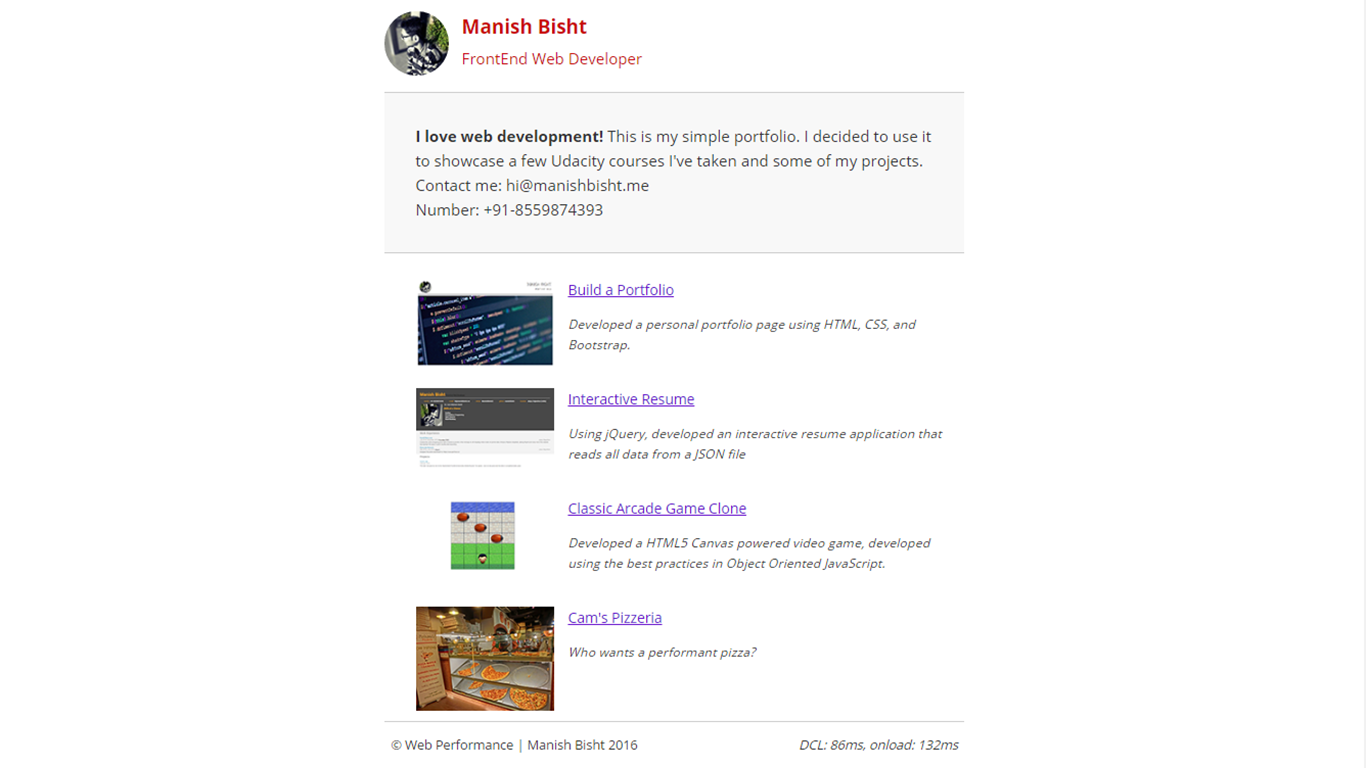 Manish Bisht
FrontEnd Web Developer
I love web development! This is my simple portfolio. I decided to use it
to showcase a few Udacity courses I've taken and some of my projects.
Contact me: hi@manishbisht.me
Number: +91-8559874393
Build a Portfolio
Developed a personal portfolio page using HTML, CSS, and
Bootstrap.
Manish Bisht
Interactive Resume
Using jQuery, developed an interactive resume application that
reads all data from a JSON file
Classic Arcade Game Clone
Developed a HTML5 Canvas powered video game, developed
using the best practices in Object Oriented JavaScript.
Cam's Pizzeria
Who wants a performant pizza?
© Web Performance | Manish Bisht 2016
DCL: 86ms, onload: 132ms